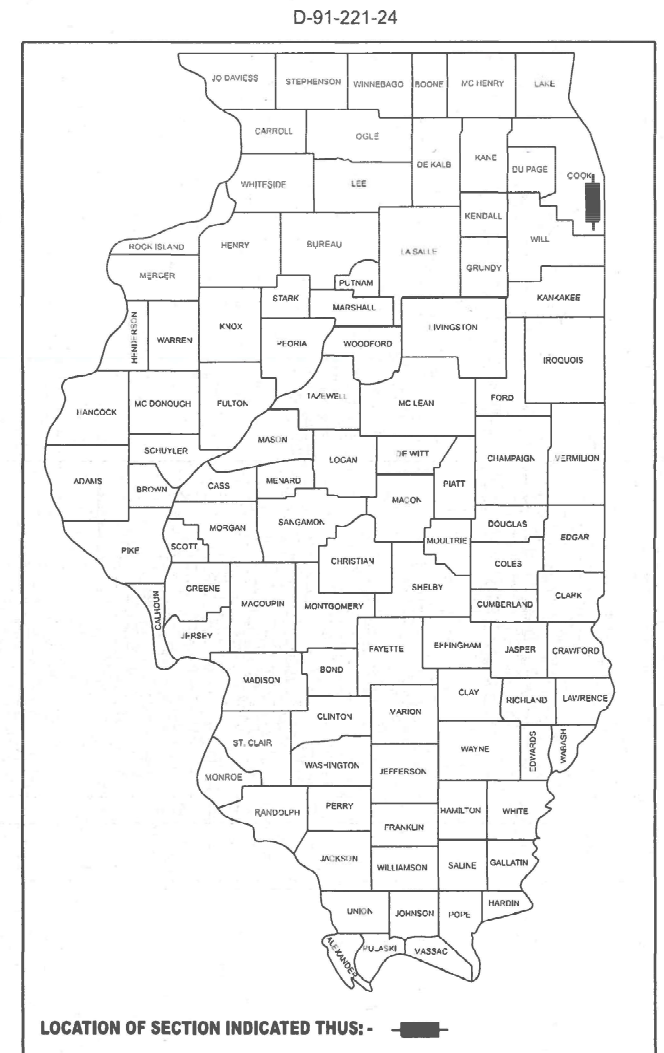 D-91-221-24
JO DAVIESS STEPHENSON WINNEBAGO BOONE MC HENRY LAKE
CARROLL OGLE
DE KALB KANE DU PAGE COOK
WHITESIDE LEE
KENDALL
ROCK ISLAND HENRY BUREAU LA SALLE WILL
MERCER PUTNAM GRUNDY
STARK MARSHALL KANKAKEE
HENDERSON WARREN KNOX PEORIA WOODFORD LIVINGSTON IROQUOIS
HANCOCK MC DONOUGH FULTON TAZEWELL MC LEAN FORD
SCHUYLER MASON LOGAN DE WITT CHAMPAIGN VERMILION
ADAMS BROWN CASS MENARD MACON PIATT
PIKE SCOTT MORGAN SANGAMON CHRISTIAN MOULTRIE DOUGLAS EDGAR
COLES
CALHOUN GREENE MACOUPIN MONTGOMERY SHELBY CUMBERLAND CLARK
JERSEY FAYETTE EFFINGHAM JASPER CRAWFORD
MADISON BOND CLAY RICHLAND LAWRENCE
CLINTON MARION
ST. CLAIR WASHINGTON JEFFERSON WAYNE EDWARDS WABASH
MONROE
RANDOLPH PERRY FRANKLIN HAMILTON WHITE
JACKSON WILLIAMSON SALINE GALLATIN
UNION JOHNSON POPE HARDIN
ALEXANDER PULASKI MASSAC
LOCATION OF SECTION INDICATED THUS: -